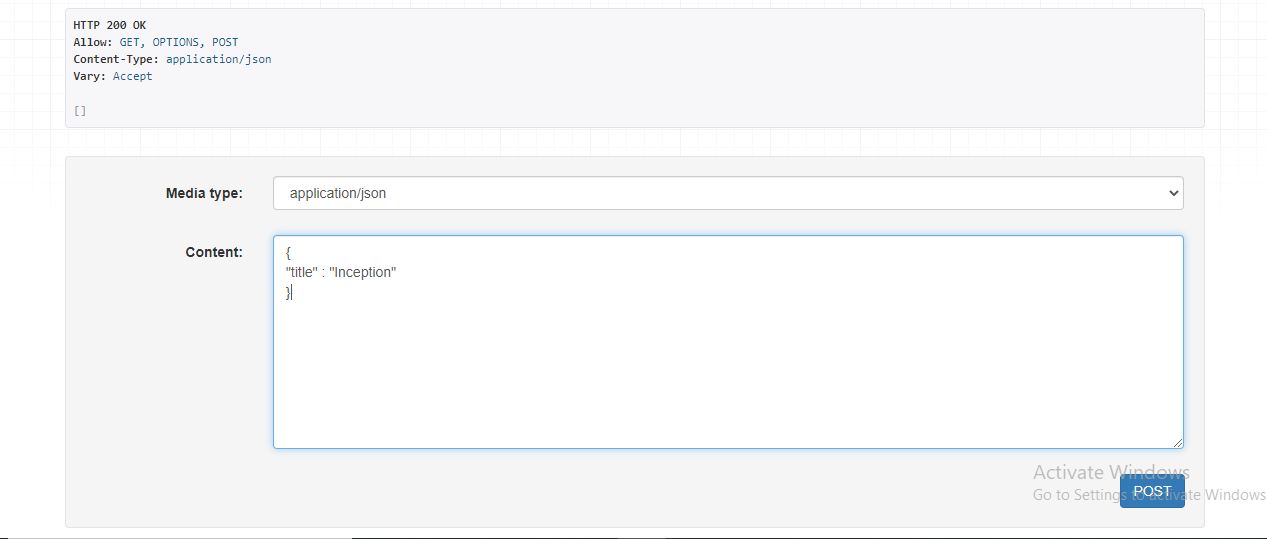 HTTP 200 OK
Allow: GET, OPTIONS, POST
Content-Type: application/json
Vary: Accept
[]
Media type:
application/json
Content:
{
"title" : "Inception"
}
Activate Windows
POST
Go to Settings to activate Windows